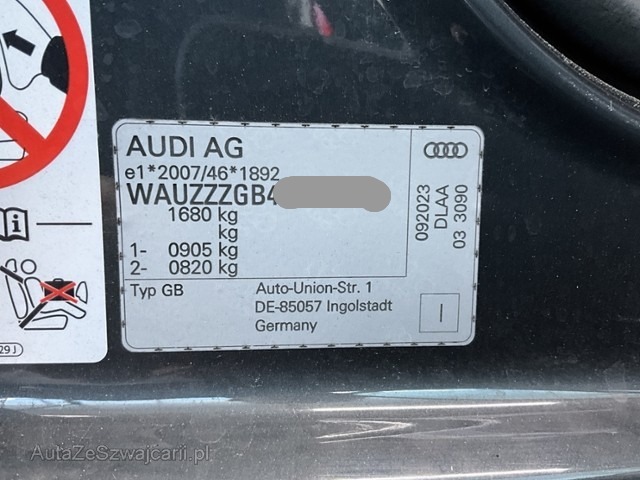 AUDI AG
e1*2007/46*1892
WAUZZZGB4
1680 kg
kg
1- 0905 kg
2- 0820 kg
Typ GB
Auto-Union-Str. 1
DE-85057 Ingolstadt
Germany
092023
DLAA
03 3090
I
29 J
AutaZeSzwajcarii.pl